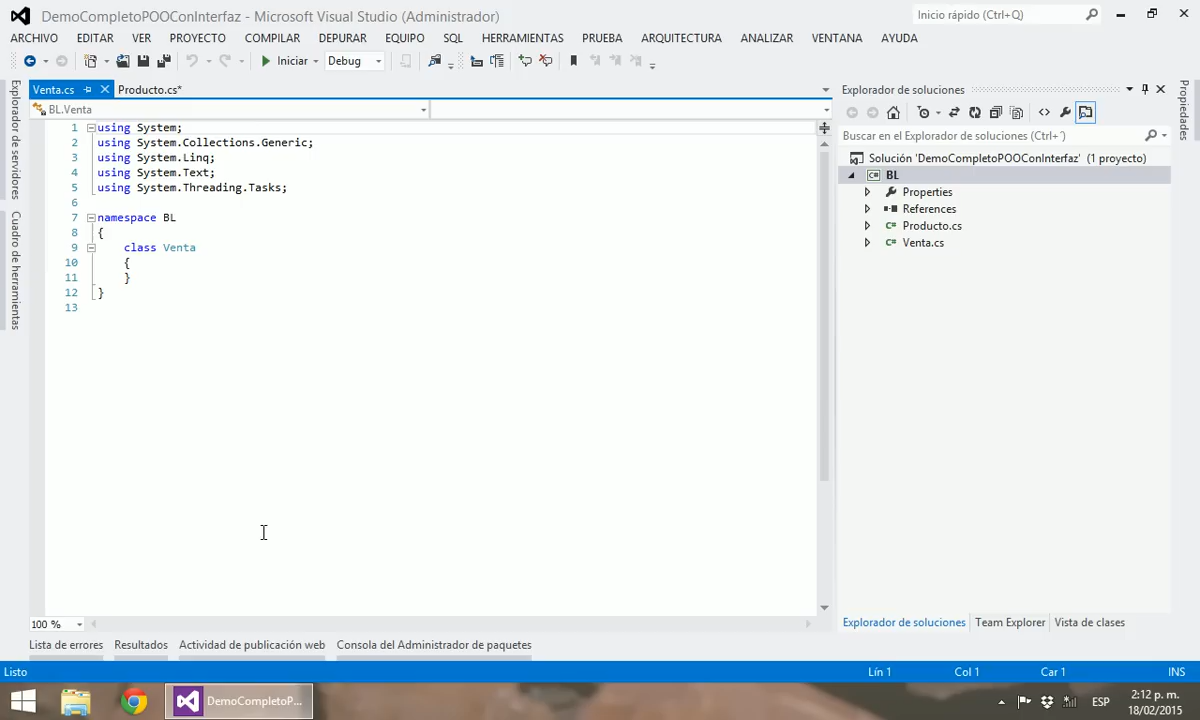 DemoCompletoPOOConInterfaz - Microsoft Visual Studio (Administrador)
Inicio rápido (Ctrl+Q)
ARCHIVO EDITAR VER PROYECTO COMPILAR DEPURAR EQUIPO SQL HERRAMIENTAS PRUEBA ARQUITECTURA ANALIZAR VENTANA AYUDA
Iniciar Debug
Explorador de servidores
Cuadro de herramientas
Venta.cs Producto.cs*
BL.Venta
1 using System;
2 using System.Collections.Generic;
3 using System.Linq;
4 using System.Text;
5 using System.Threading.Tasks;
6
7 namespace BL
8 {
9 class Venta
10 {
11 }
12 }
13
100 %
Explorador de soluciones
Buscar en el Explorador de soluciones (Ctrl+´)
Solución 'DemoCompletoPOOConInterfaz' (1 proyecto)
C# BL
Properties
References
C# Producto.cs
C# Venta.cs
Explorador de soluciones Team Explorer Vista de clases
Propiedades
Lista de errores Resultados Actividad de publicación web Consola del Administrador de paquetes
Listo Lín 1 Col 1 Car 1 INS
DemoCompletoP...
ESP
2:12 p. m.
18/02/2015